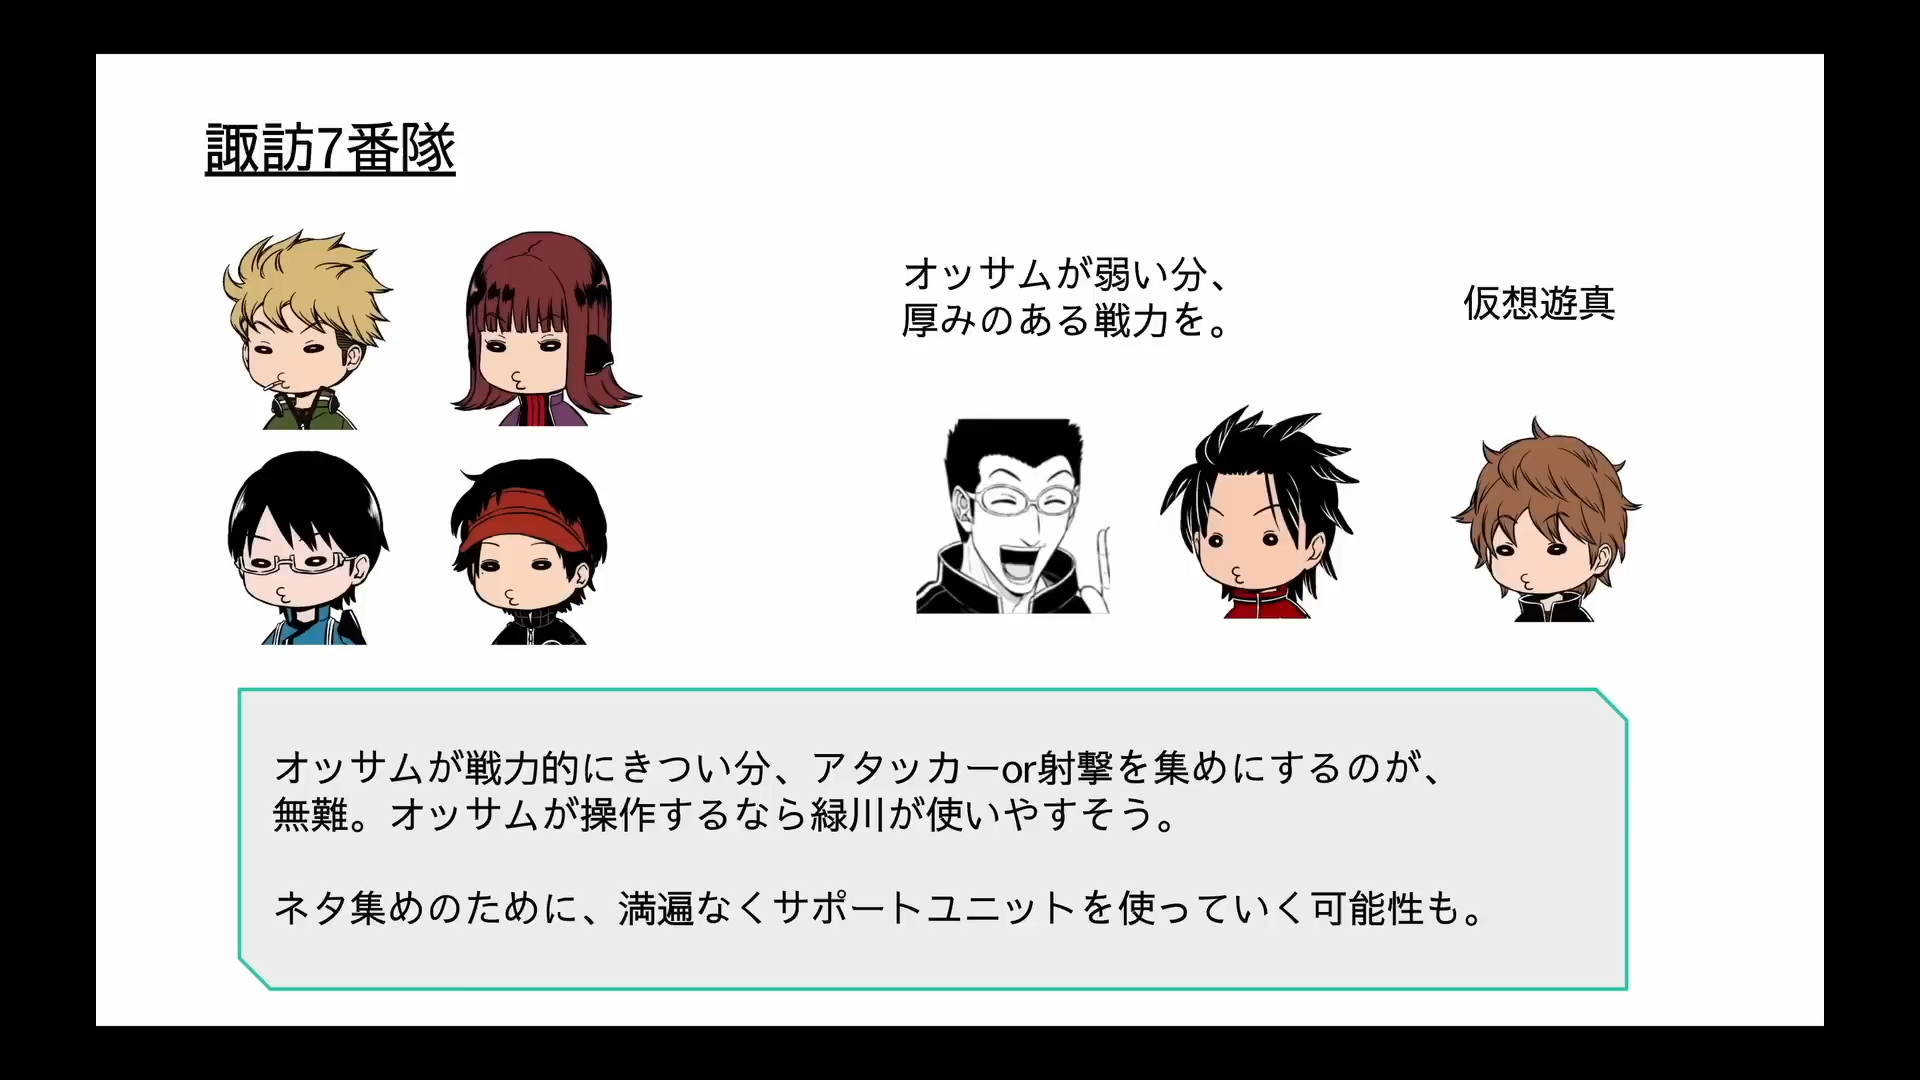 諏訪7番隊
オッサムが弱い分、
厚みのある戦力を。
仮想遊真
オッサムが戦力的にきつい分、アタッカーor射撃を集めにするのが、
無難。オッサムが操作するなら緑川が使いやすそう。
ネタ集めのために、満遍なくサポートユニットを使っていく可能性も。